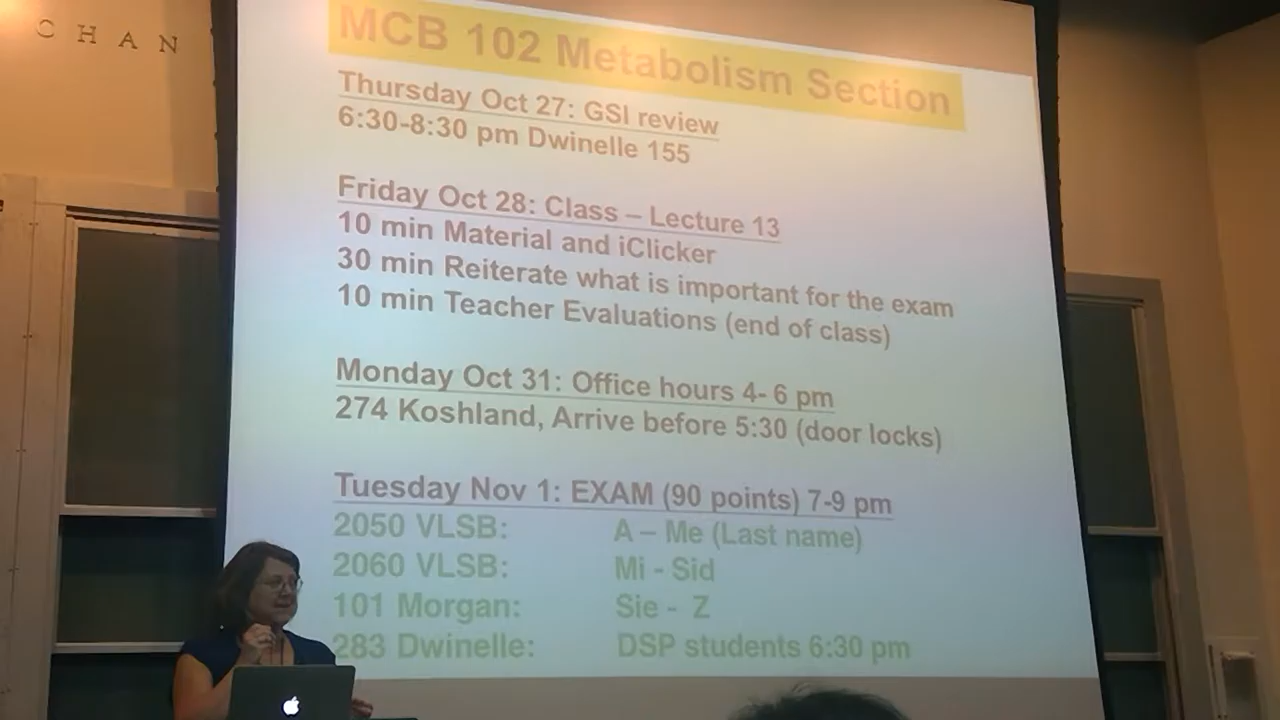 CHAN
MCB 102 Metabolism Section
Thursday Oct 27: GSI review
6:30-8:30 pm Dwinelle 155
Friday Oct 28: Class – Lecture 13
10 min Material and iClicker
30 min Reiterate what is important for the exam
10 min Teacher Evaluations (end of class)
Monday Oct 31: Office hours 4- 6 pm
274 Koshland, Arrive before 5:30 (door locks)
Tuesday Nov 1: EXAM (90 points) 7-9 pm
2050 VLSB: A – Me (Last name)
2060 VLSB: Mi - Sid
101 Morgan: Sie - Z
283 Dwinelle: DSP students 6:30 pm